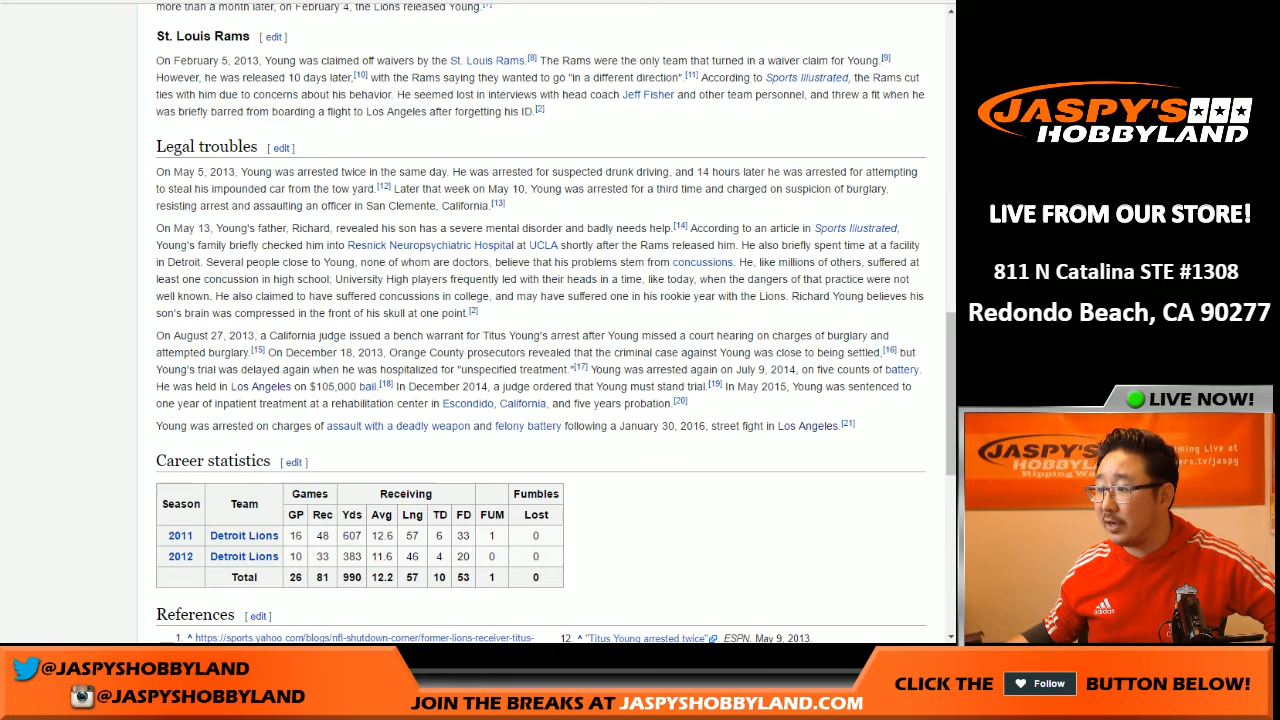 more than a month later, on February 4, the Lions released Young.
St. Louis Rams [ edit ]
On February 5, 2013, Young was claimed off waivers by the St. Louis Rams.[8] The Rams were the only team that turned in a waiver claim for Young.[9]
However, he was released 10 days later,[10] with the Rams saying they wanted to go "in a different direction".[11] According to Sports Illustrated, the Rams cut
ties with him due to concerns about his behavior. He seemed lost in interviews with head coach Jeff Fisher and other team personnel, and threw a fit when he
was briefly barred from boarding a flight to Los Angeles after forgetting his ID.[2]
Legal troubles [ edit ]
On May 5, 2013, Young was arrested twice in the same day. He was arrested for suspected drunk driving, and 14 hours later he was arrested for attempting
to steal his impounded car from the tow yard.[12] Later that week on May 10, Young was arrested for a third time and charged on suspicion of burglary,
resisting arrest and assaulting an officer in San Clemente, California.[13]
On May 13, Young's father, Richard, revealed his son has a severe mental disorder and badly needs help.[14] According to an article in Sports Illustrated,
Young's family briefly checked him into Resnick Neuropsychiatric Hospital at UCLA shortly after the Rams released him. He also briefly spent time at a facility
in Detroit. Several people close to Young, none of whom are doctors, believe that his problems stem from concussions. He, like millions of others, suffered at
least one concussion in high school; University High players frequently led with their heads in a time, like today, when the dangers of that practice were not
well known. He also claimed to have suffered concussions in college, and may have suffered one in his rookie year with the Lions. Richard Young believes his
son's brain was compressed in the front of his skull at one point.[2]
On August 27, 2013, a California judge issued a bench warrant for Titus Young's arrest after Young missed a court hearing on charges of burglary and
attempted burglary.[15] On December 18, 2013, Orange County prosecutors revealed that the criminal case against Young was close to being settled,[16] but
Young's trial was delayed again when he was hospitalized for "unspecified treatment."[17] Young was arrested again on July 9, 2014, on five counts of battery.
He was held in Los Angeles on $105,000 bail.[18] In December 2014, a judge ordered that Young must stand trial.[19] In May 2015, Young was sentenced to
one year of inpatient treatment at a rehabilitation center in Escondido, California, and five years probation.[20]
Young was arrested on charges of assault with a deadly weapon and felony battery following a January 30, 2016, street fight in Los Angeles.[21]
Career statistics [ edit ]
Season Team Games Receiving Fumbles
GP Rec Yds Avg Lng TD FD FUM Lost
2011 Detroit Lions 16 48 607 12.6 57 6 33 1 0
2012 Detroit Lions 10 33 383 11.6 46 4 20 0 0
Total 26 81 990 12.2 57 10 53 1 0
References [ edit ]
1. ^ https://sports.yahoo.com/blogs/nfl-shutdown-corner/former-lions-receiver-titus-
12. ^ "Titus Young arrested twice". ESPN. May 9, 2013.
JASPY'S
HOBBYLAND
LIVE FROM OUR STORE!
811 N Catalina STE #1308
Redondo Beach, CA 90277
LIVE NOW!
JASPY'S
HOBBYLAND
@JASPYSHOBBYLAND
@JASPYSHOBBYLAND
JOIN THE BREAKS AT JASPYSHOBBYLAND.COM
CLICK THE Follow BUTTON BELOW!